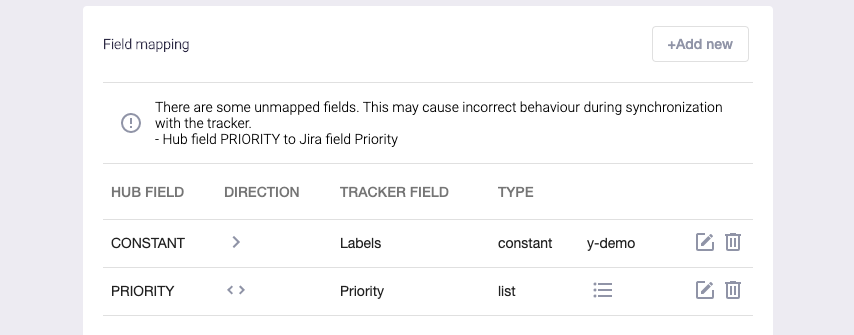 Field mapping
+Add new
There are some unmapped fields. This may cause incorrect behaviour during synchronization
with the tracker.
- Hub field PRIORITY to Jira field Priority
HUB FIELD DIRECTION TRACKER FIELD TYPE
CONSTANT > Labels constant y-demo
PRIORITY < > Priority list